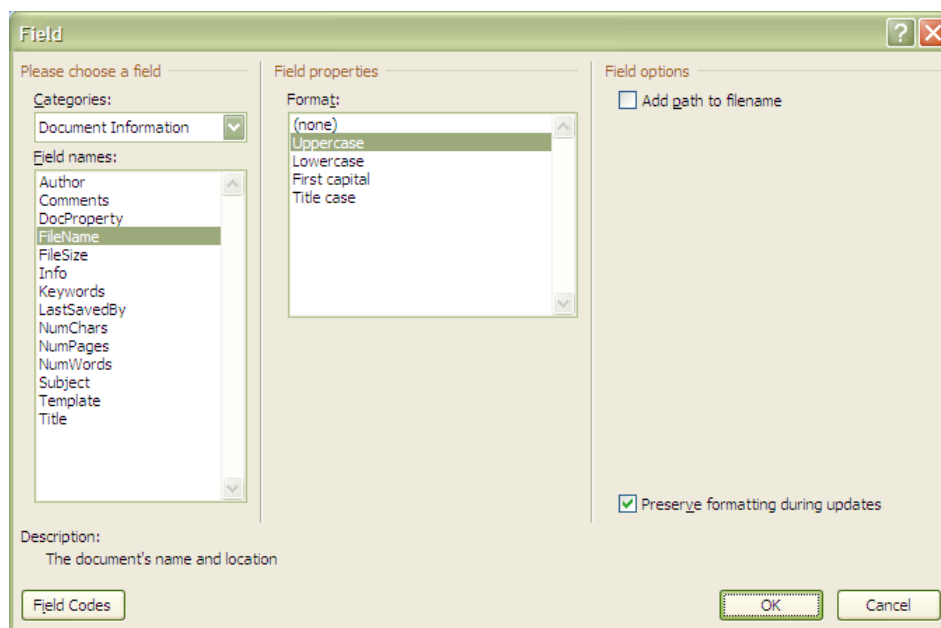 Field
Please choose a field
Categories:
Document Information
Field names:
Author
Comments
DocProperty
FileName
FileSize
Info
Keywords
LastSavedBy
NumChars
NumPages
NumWords
Subject
Template
Title
Field properties
Format:
(none)
Uppercase
Lowercase
First capital
Title case
Field options
Add path to filename
Preserve formatting during updates
Description:
The document's name and location
Field Codes
OK
Cancel